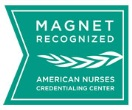 MAGNET
RECOGNIZED
AMERICAN NURSES
CREDENTIALING CENTER